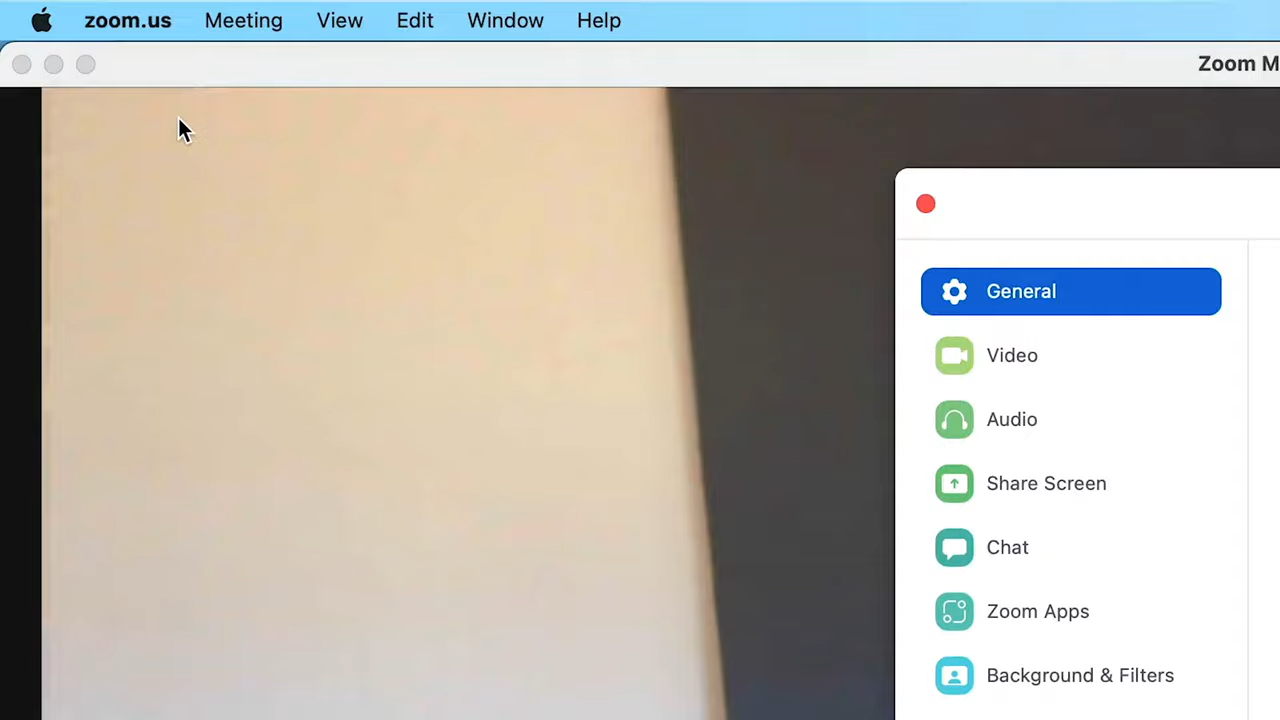 zoom.us Meeting View Edit Window Help
Zoom M
General
Video
Audio
Share Screen
Chat
Zoom Apps
Background & Filters